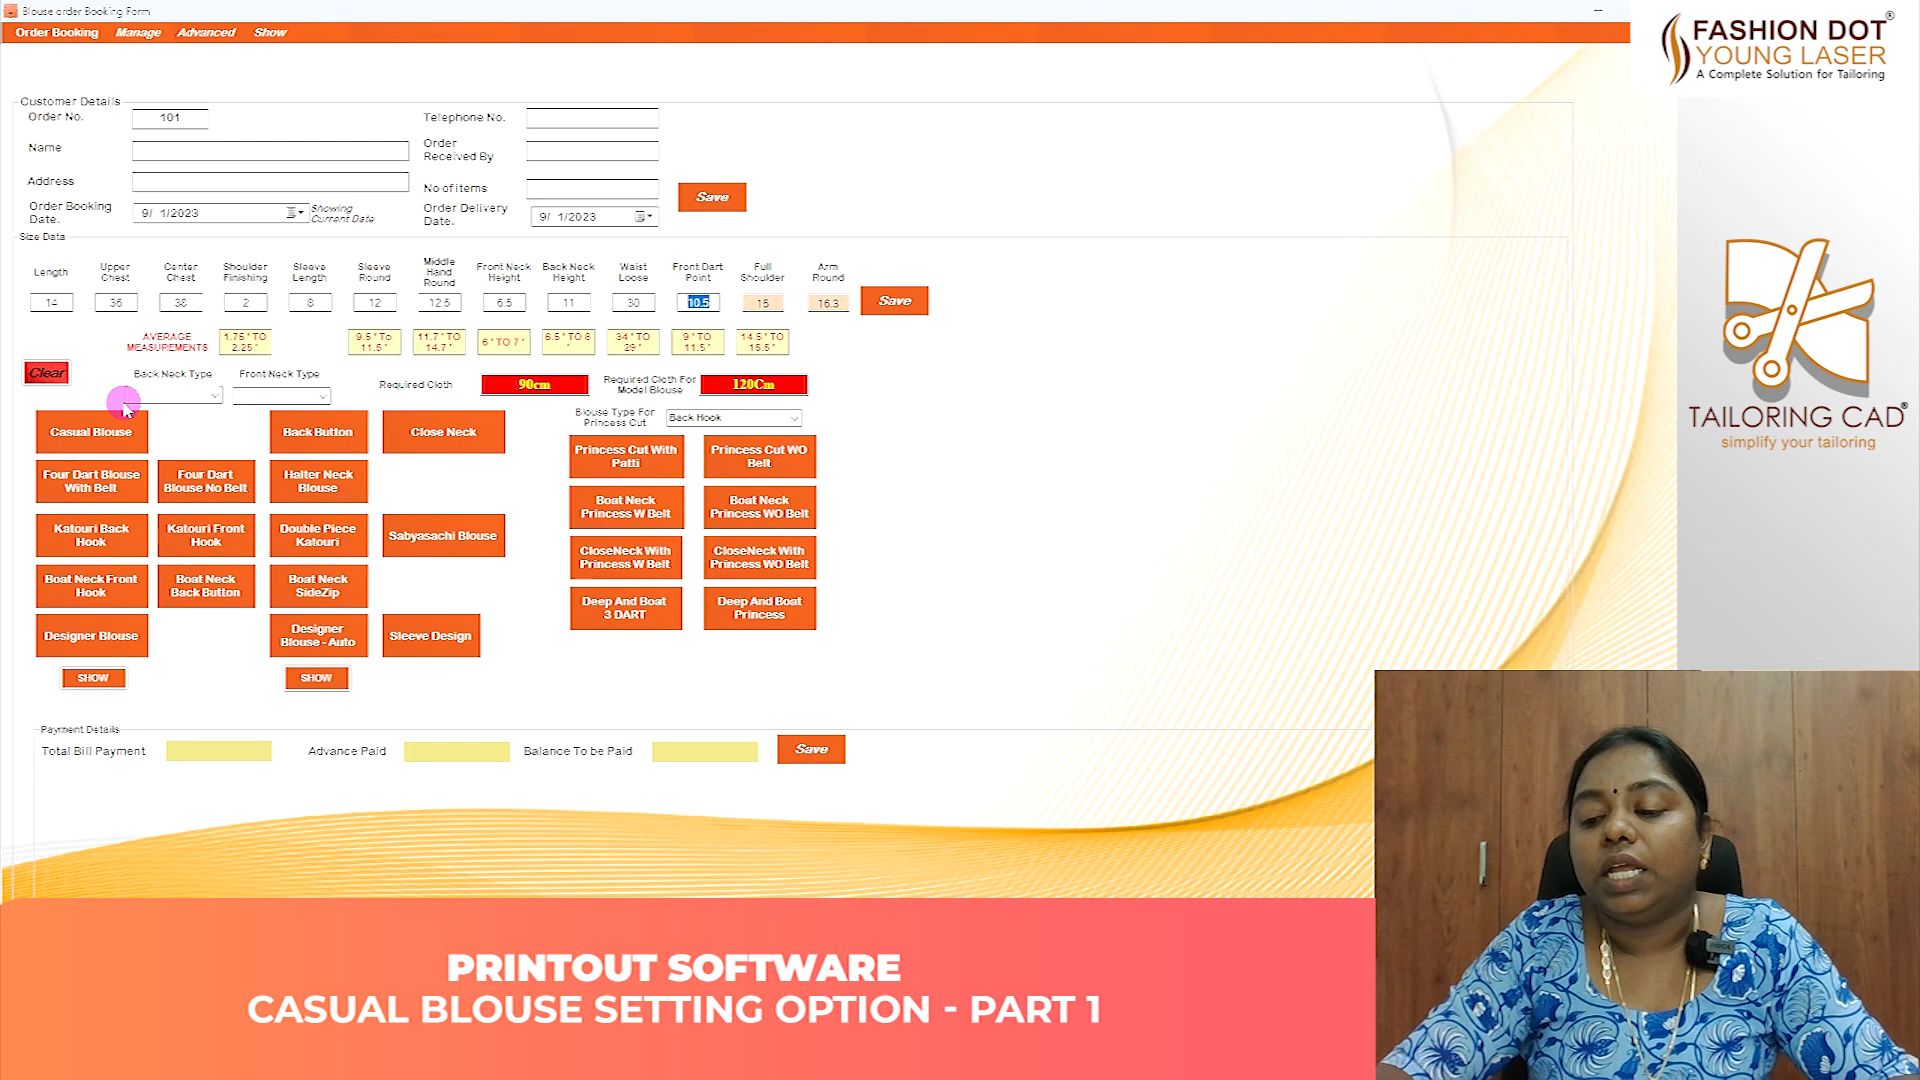 Blouse order Booking Form
Order Booking Manage Advanced Show
FASHION DOT®
YOUNG LASER
A Complete Solution for Tailoring
Customer Details
Order No. 101 Telephone No.
Name Order Received By
Address No of items
Save
Order Booking Date. 9/ 1/2023 Showing Current Date Order Delivery Date. 9/ 1/2023
Size Data
Length Upper Chest Center Chest Shoulder Finishing Sleeve Length Sleeve Round Middle Hand Round Front Neck Height Back Neck Height Waist Loose Front Dart Point Full Shoulder Arm Round
14 36 38 2 8 12 12.5 6.5 11 30 10.5 15 16.3 Save
AVERAGE MEASUREMENTS 1.75" TO 2.25" 9.5" To 11.5" 11.7" TO 14.7" 6" TO 7" 6.5" TO 8" 34" TO 29" 9" TO 11.5" 14.5" TO 15.5"
Clear Back Neck Type Front Neck Type Required Cloth 90cm Required Cloth For Model Blouse 120Cm
Blouse Type For Princess Cut Back Hook
Casual Blouse Back Button Close Neck
Princess Cut With Patti Princess Cut WO Belt
Four Dart Blouse With Belt Four Dart Blouse No Belt Halter Neck Blouse
Boat Neck Princess W Belt Boat Neck Princess WO Belt
Katouri Back Hook Katouri Front Hook Double Piece Katouri Sabyasachi Blouse
CloseNeck With Princess W Belt CloseNeck With Princess WO Belt
Boat Neck Front Hook Boat Neck Back Button Boat Neck SideZip
Deep And Boat 3 DART Deep And Boat Princess
Designer Blouse Designer Blouse - Auto Sleeve Design
SHOW SHOW
Payment Details
Total Bill Payment Advance Paid Balance To be Paid Save
TAILORING CAD®
simplify your tailoring
PRINTOUT SOFTWARE
CASUAL BLOUSE SETTING OPTION - PART 1